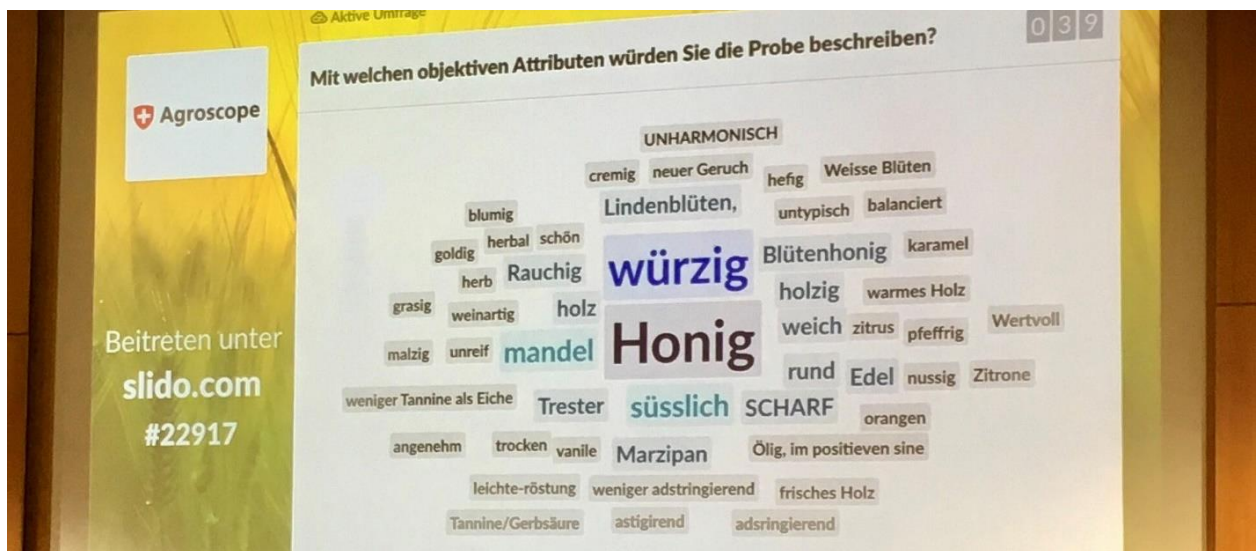 Aktive Umfrage
039
Mit welchen objektiven Attributen würden Sie die Probe beschreiben?
Agroscope
Beitreten unter
slido.com
#22917
UNHARMONISCH
cremig neuer Geruch hefig Weisse Blüten
blumig Lindenblüten, untypisch balanciert
goldig herbal schön würzig Blütenhonig karamel
herb Rauchig holzig warmes Holz
grasig weinartig holz Honig weich zitrus pfeffrig Wertvoll
malzig unreif mandel rund Edel nussig Zitrone
weniger Tannine als Eiche Trester süsslich SCHARF orangen
angenehm trocken vanile Marzipan Ölig, im positieven sine
leichte-röstung weniger adstringierend frisches Holz
Tannine/Gerbsäure astigirend adsringierend